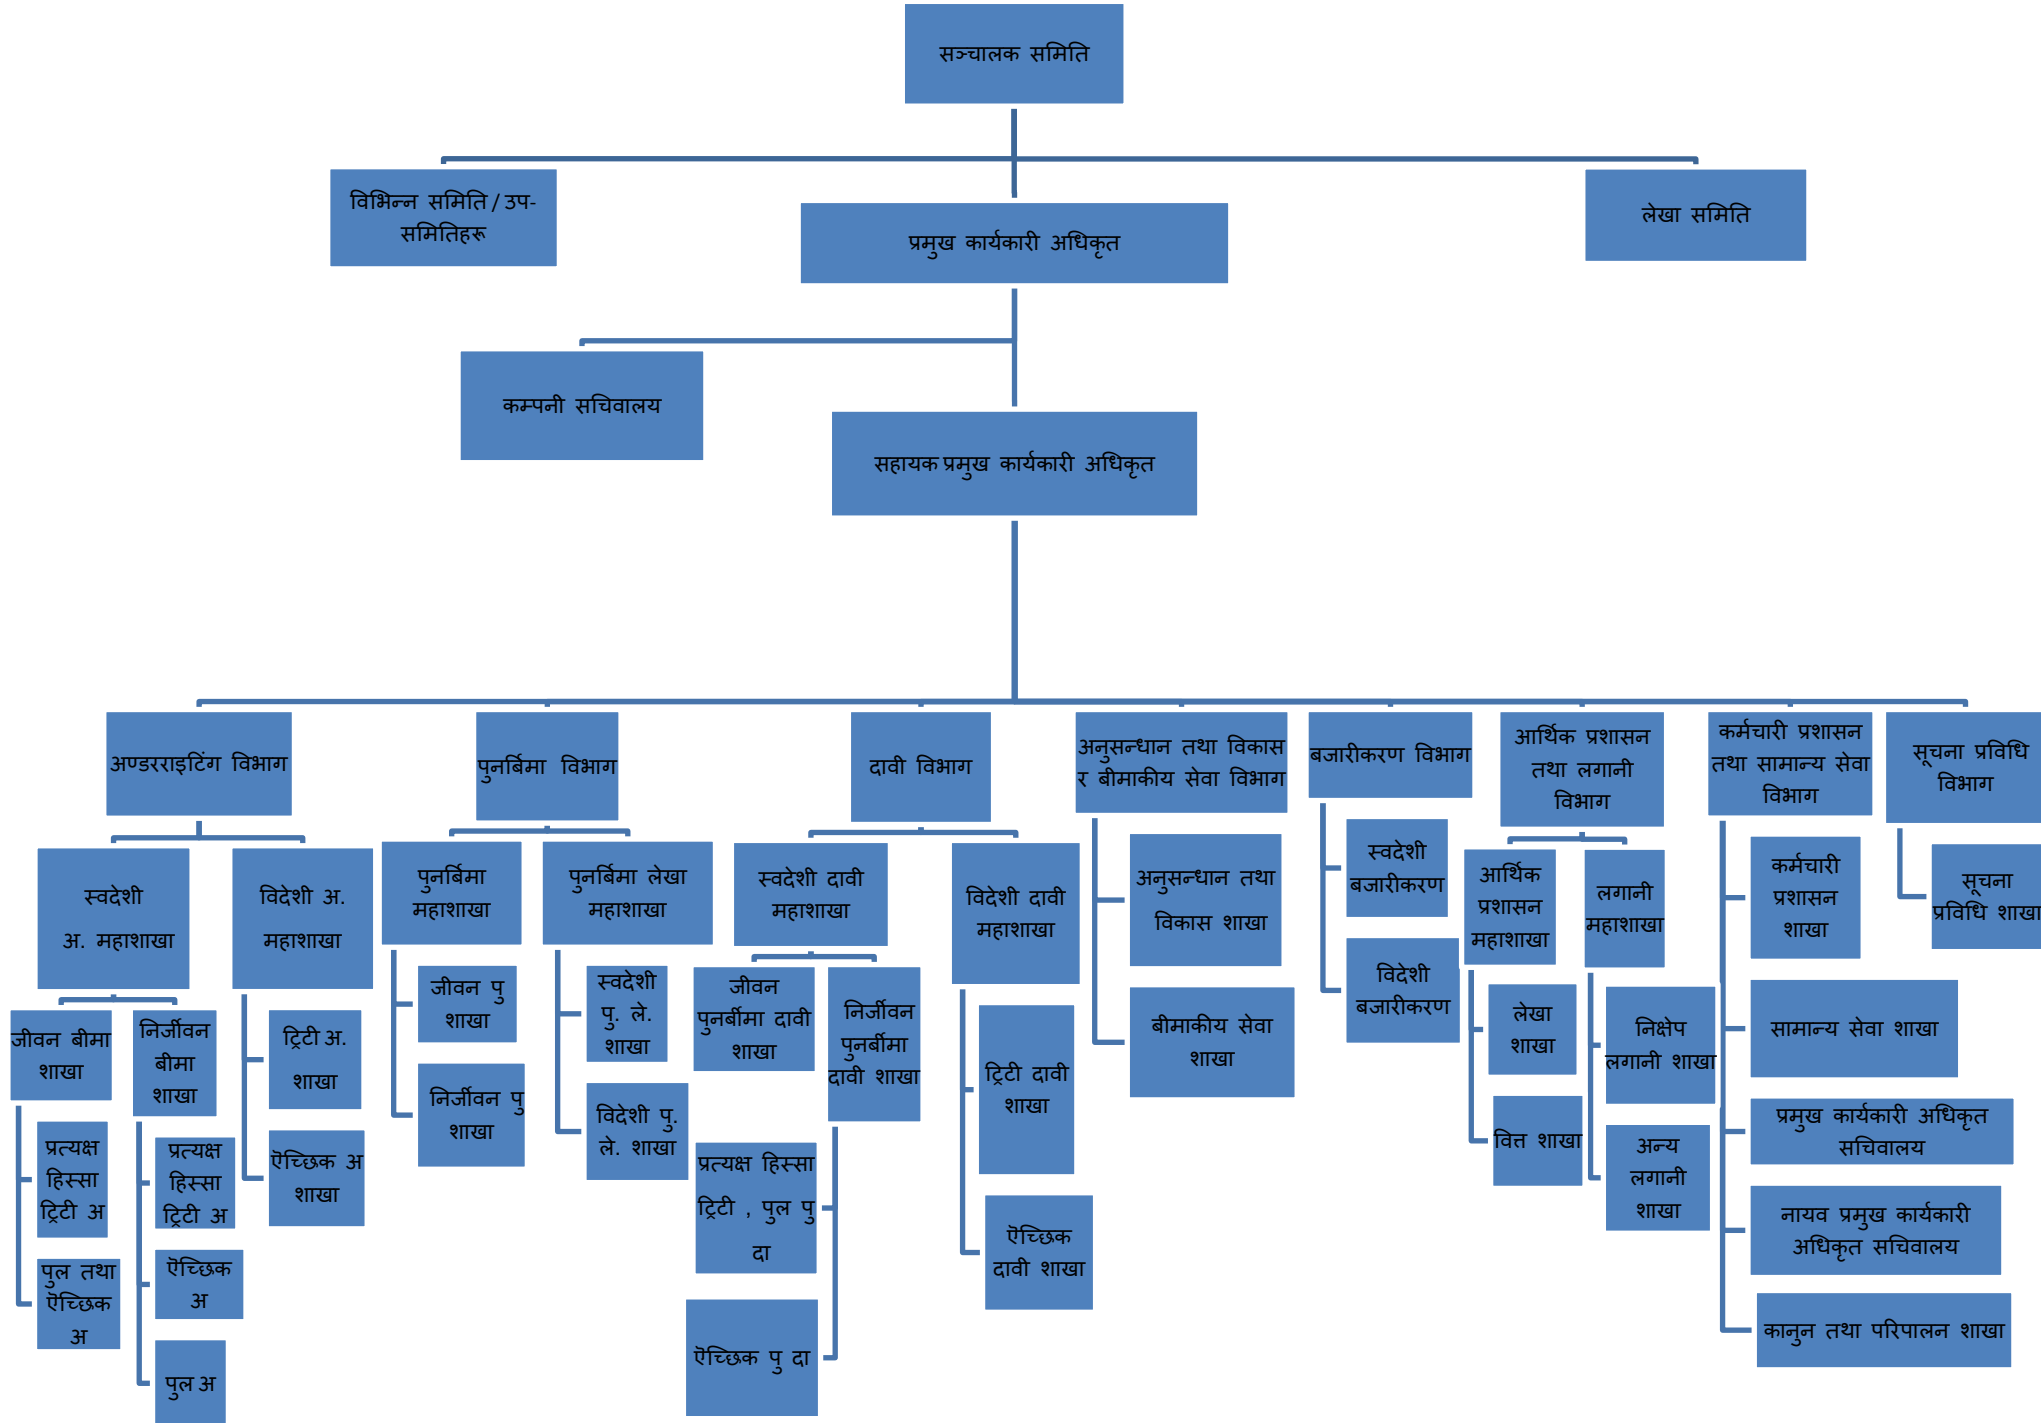 सञ्चालक समिति
विभिन्न समिति / उप-
समितिहरू
प्रमुख कार्यकारी अधिकृत
लेखा समिति
कम्पनी सचिवालय
सहायक प्रमुख कार्यकारी अधिकृत
अण्डरराइटिंग विभाग
पुनर्बिमा विभाग
दावी विभाग
अनुसन्धान तथा विकास
र बीमाकीय सेवा विभाग
बजारीकरण विभाग
आर्थिक प्रशासन
तथा लगानी
विभाग
कर्मचारी प्रशासन
तथा सामान्य सेवा
विभाग
सूचना प्रविधि
विभाग
स्वदेशी
अ. महाशाखा
विदेशी अ.
महाशाखा
पुनर्बिमा
महाशाखा
पुनर्बिमा लेखा
महाशाखा
स्वदेशी दावी
महाशाखा
विदेशी दावी
महाशाखा
अनुसन्धान तथा
विकास शाखा
स्वदेशी
बजारीकरण
आर्थिक
प्रशासन
महाशाखा
लगानी
महाशाखा
कर्मचारी
प्रशासन
शाखा
सूचना
प्रविधि शाखा
जीवन बीमा
शाखा
निर्जीवन
बीमा
शाखा
ट्रिटी अ.
शाखा
जीवन पु
शाखा
स्वदेशी
पु. ले.
शाखा
जीवन
पुनर्बीमा दावी
शाखा
निर्जीवन
पुनर्बीमा
दावी शाखा
ट्रिटी दावी
शाखा
बीमाकीय सेवा
शाखा
विदेशी
बजारीकरण
लेखा
शाखा
निक्षेप
लगानी शाखा
सामान्य सेवा शाखा
प्रत्यक्ष
हिस्सा
ट्रिटी अ
प्रत्यक्ष
हिस्सा
ट्रिटी अ
ऎच्छिक अ
शाखा
निर्जीवन पु
शाखा
विदेशी पु.
ले. शाखा
प्रत्यक्ष हिस्सा
ट्रिटी , पुल पु
दा
ऎच्छिक
दावी शाखा
वित्त शाखा
अन्य
लगानी
शाखा
प्रमुख कार्यकारी अधिकृत
सचिवालय
नायव प्रमुख कार्यकारी
अधिकृत सचिवालय
पुल तथा
ऎच्छिक
अ
ऎच्छिक
अ
पुल अ
ऎच्छिक पु दा
कानुन तथा परिपालन शाखा